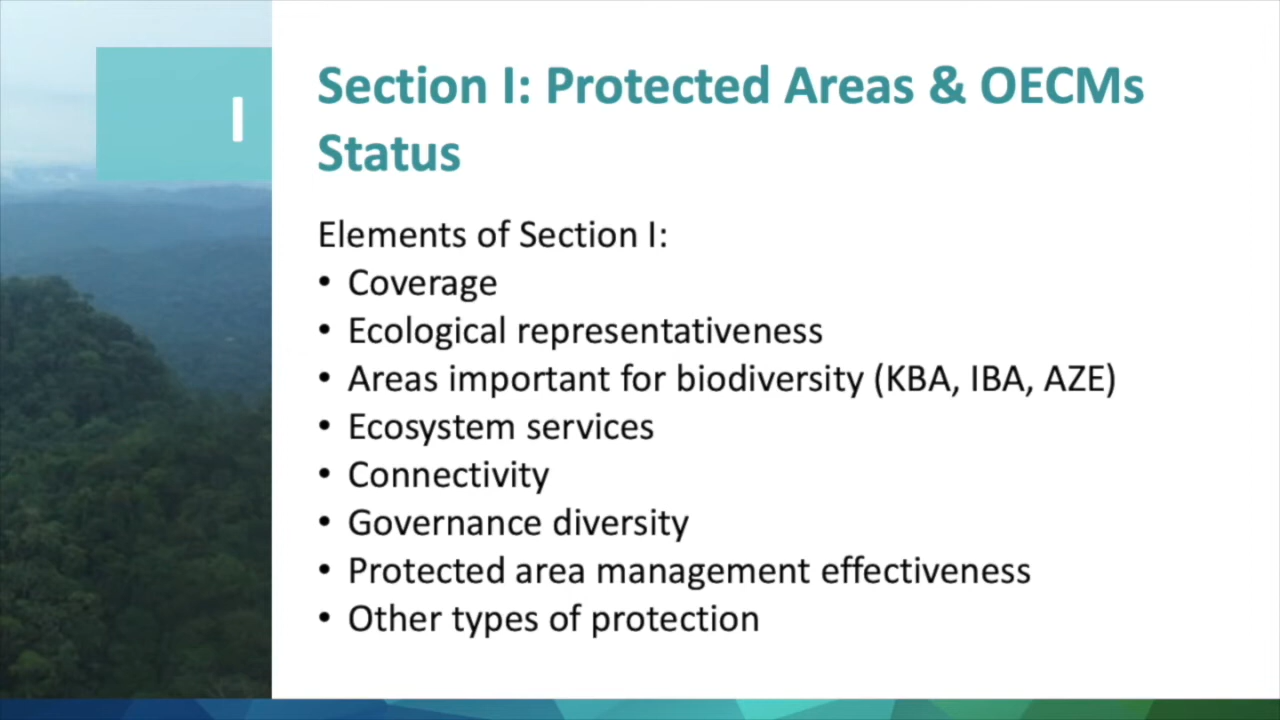 I
Section I: Protected Areas & OECMs
Status
Elements of Section I:
• Coverage
• Ecological representativeness
• Areas important for biodiversity (KBA, IBA, AZE)
• Ecosystem services
• Connectivity
• Governance diversity
• Protected area management effectiveness
• Other types of protection